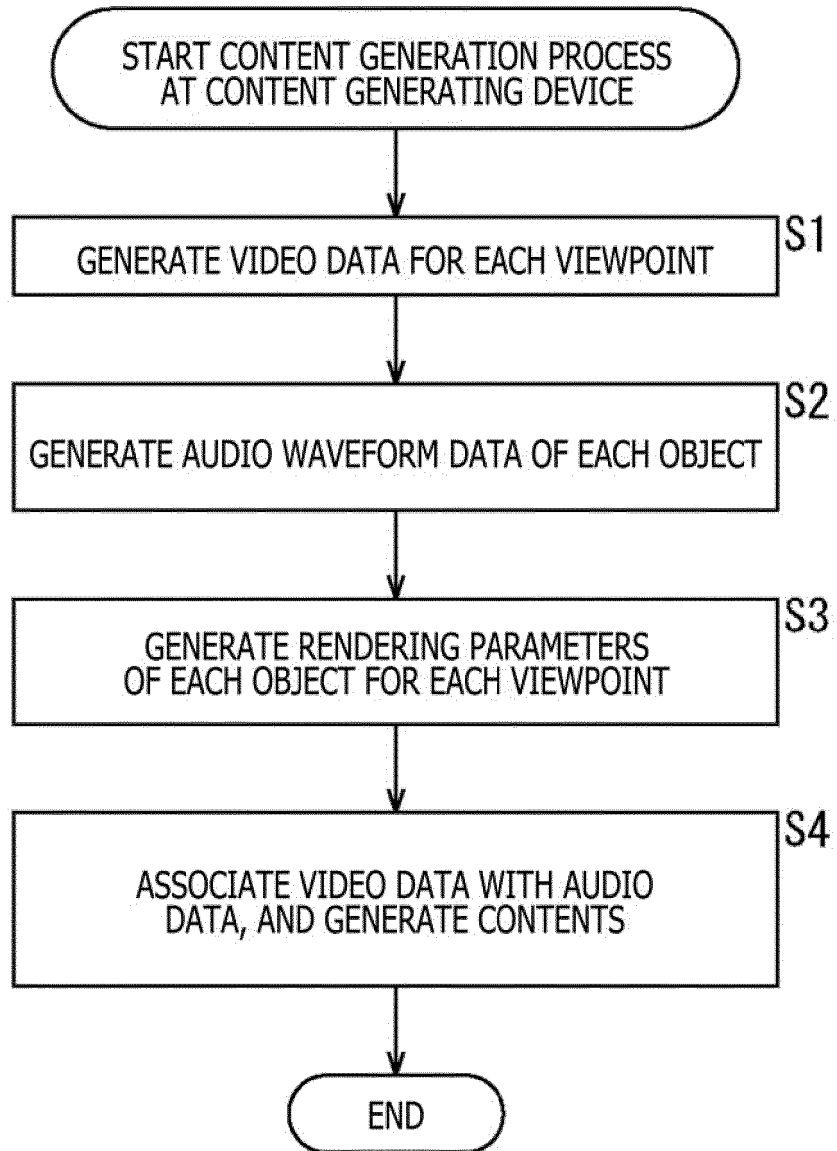 START CONTENT GENERATION PROCESS
AT CONTENT GENERATING DEVICE
S1
GENERATE VIDEO DATA FOR EACH VIEWPOINT
S2
GENERATE AUDIO WAVEFORM DATA OF EACH OBJECT
S3
GENERATE RENDERING PARAMETERS
OF EACH OBJECT FOR EACH VIEWPOINT
S4
ASSOCIATE VIDEO DATA WITH AUDIO
DATA, AND GENERATE CONTENTS
END